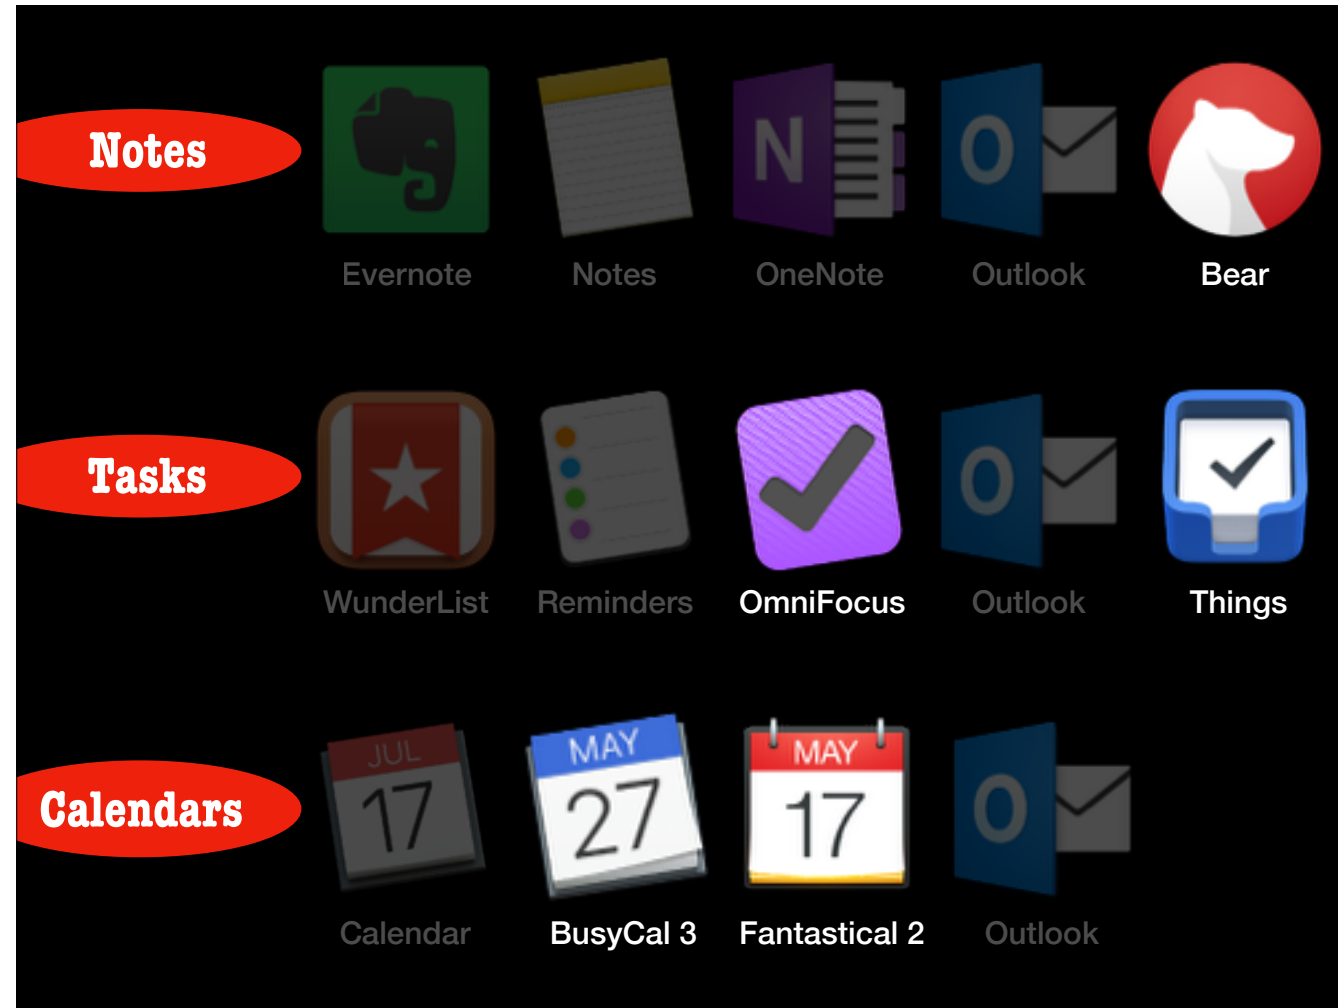 Notes
N
O
Evernote
Notes
OneNote
Outlook
Bear
Tasks
O
WunderList
Reminders
OmniFocus
Outlook
Things
Calendars
JUL
17
MAY
27
MAY
17
O
Calendar
BusyCal 3
Fantastical 2
Outlook